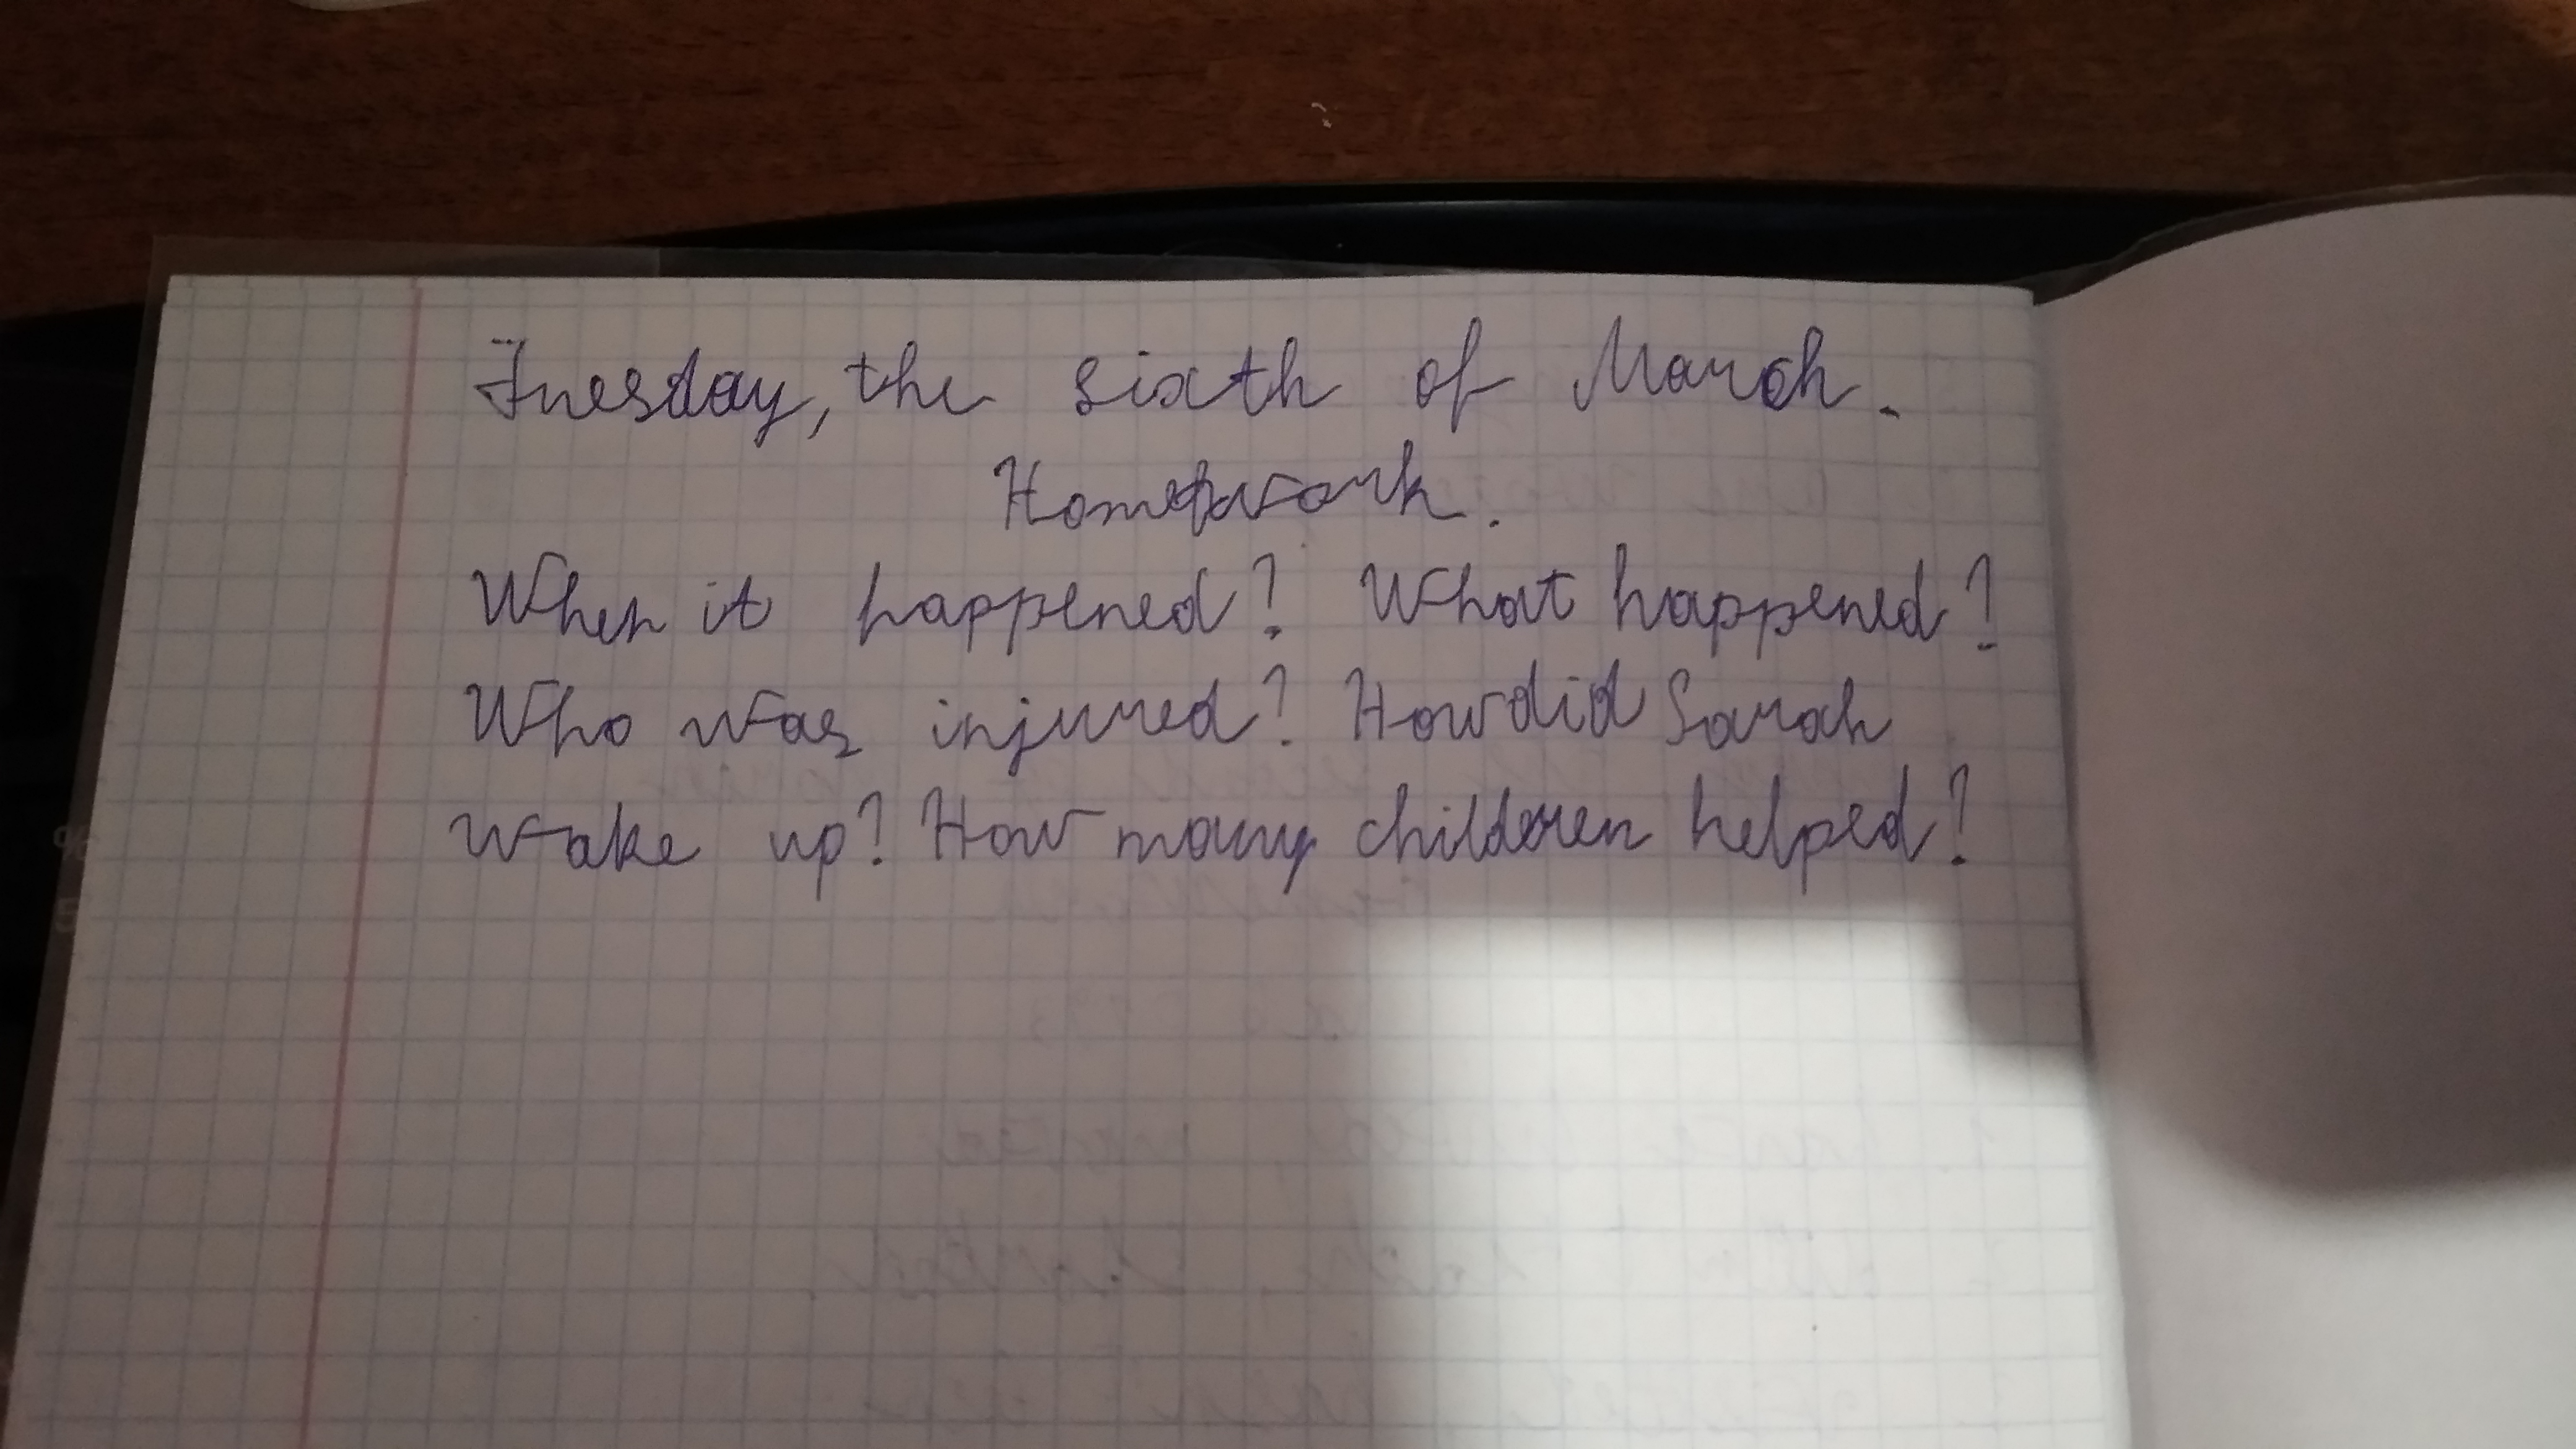 Tuesday, the sixth of March.
Homework.
When it happened? What happened?
Who was injured? How did Sarah
wake up? How many children helped?